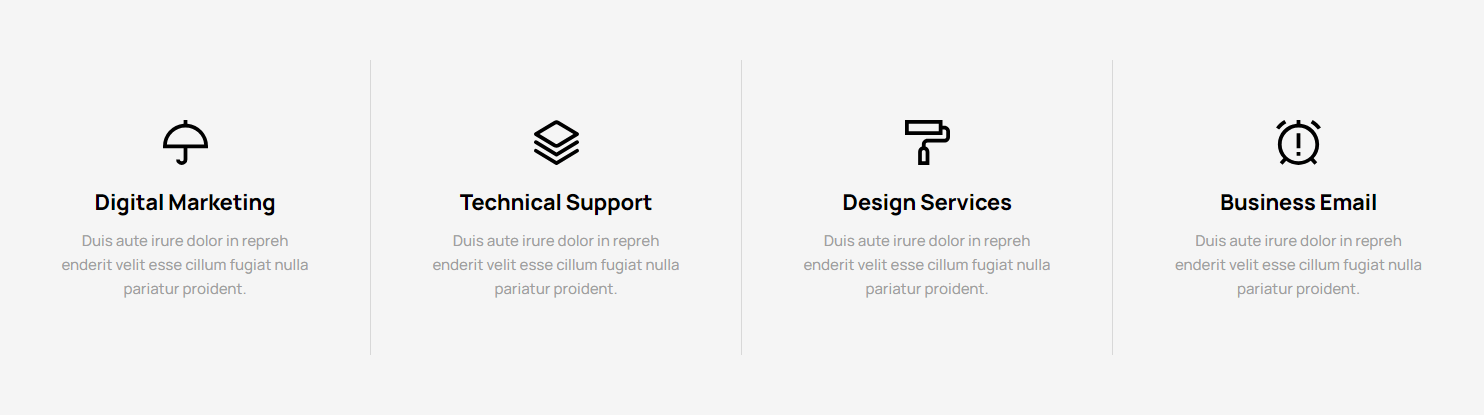 Digital Marketing
Duis aute irure dolor in repreh
enderit velit esse cillum fugiat nulla
pariatur proident.
Technical Support
Duis aute irure dolor in repreh
enderit velit esse cillum fugiat nulla
pariatur proident.
Design Services
Duis aute irure dolor in repreh
enderit velit esse cillum fugiat nulla
pariatur proident.
Business Email
Duis aute irure dolor in repreh
enderit velit esse cillum fugiat nulla
pariatur proident.